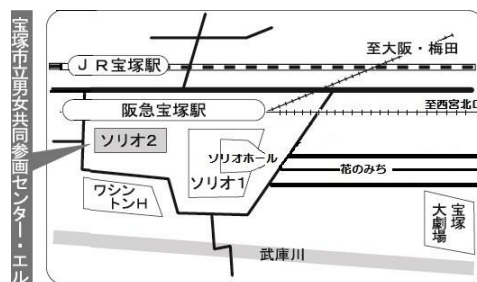 宝塚市立男女共同参画センター・エル
JR宝塚駅
至大阪・梅田
阪急宝塚駅
至西宮北口
ソリオ2
ソリオホール
ソリオ1
花のみち
ワシン
トンH
宝塚
大劇場
武庫川